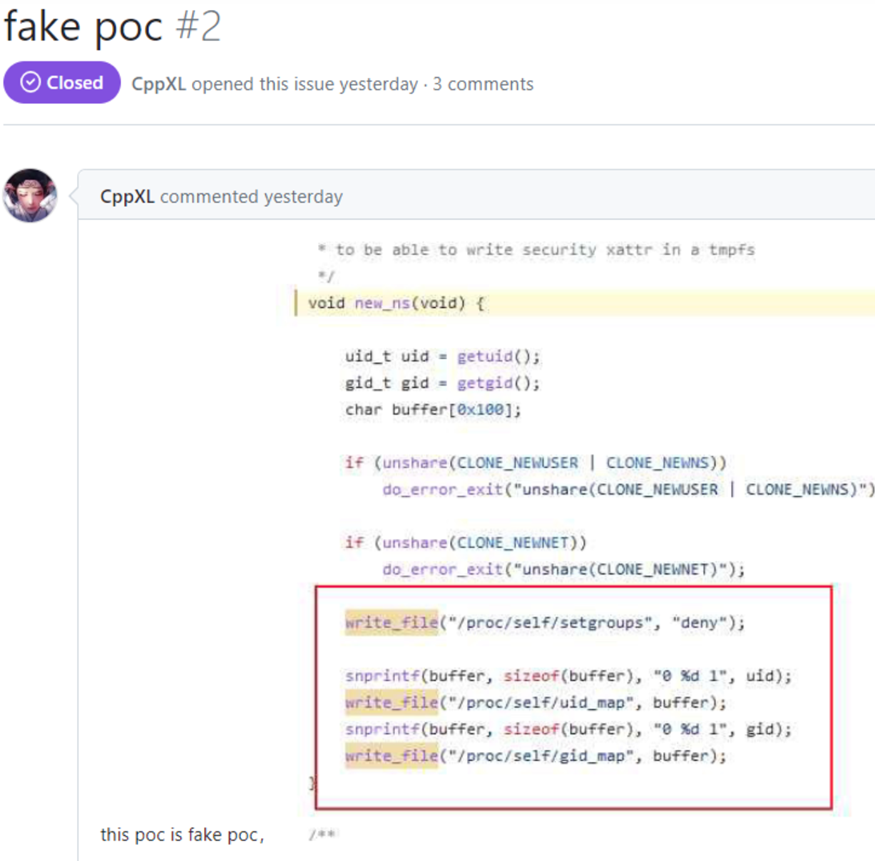 fake poc #2
Closed CppXL opened this issue yesterday · 3 comments
CppXL commented yesterday
* to be able to write security xattr in a tmpfs
*/
void new_ns(void) {
uid_t uid = getuid();
gid_t gid = getgid();
char buffer[0x100];
if (unshare(CLONE_NEWUSER | CLONE_NEWNS))
do_error_exit("unshare(CLONE_NEWUSER | CLONE_NEWNS)")
if (unshare(CLONE_NEWNET))
do_error_exit("unshare(CLONE_NEWNET)");
write_file("/proc/self/setgroups", "deny");
snprintf(buffer, sizeof(buffer), "0 %d 1", uid);
write_file("/proc/self/uid_map", buffer);
snprintf(buffer, sizeof(buffer), "0 %d 1", gid);
write_file("/proc/self/gid_map", buffer);
}
this poc is fake poc, /**